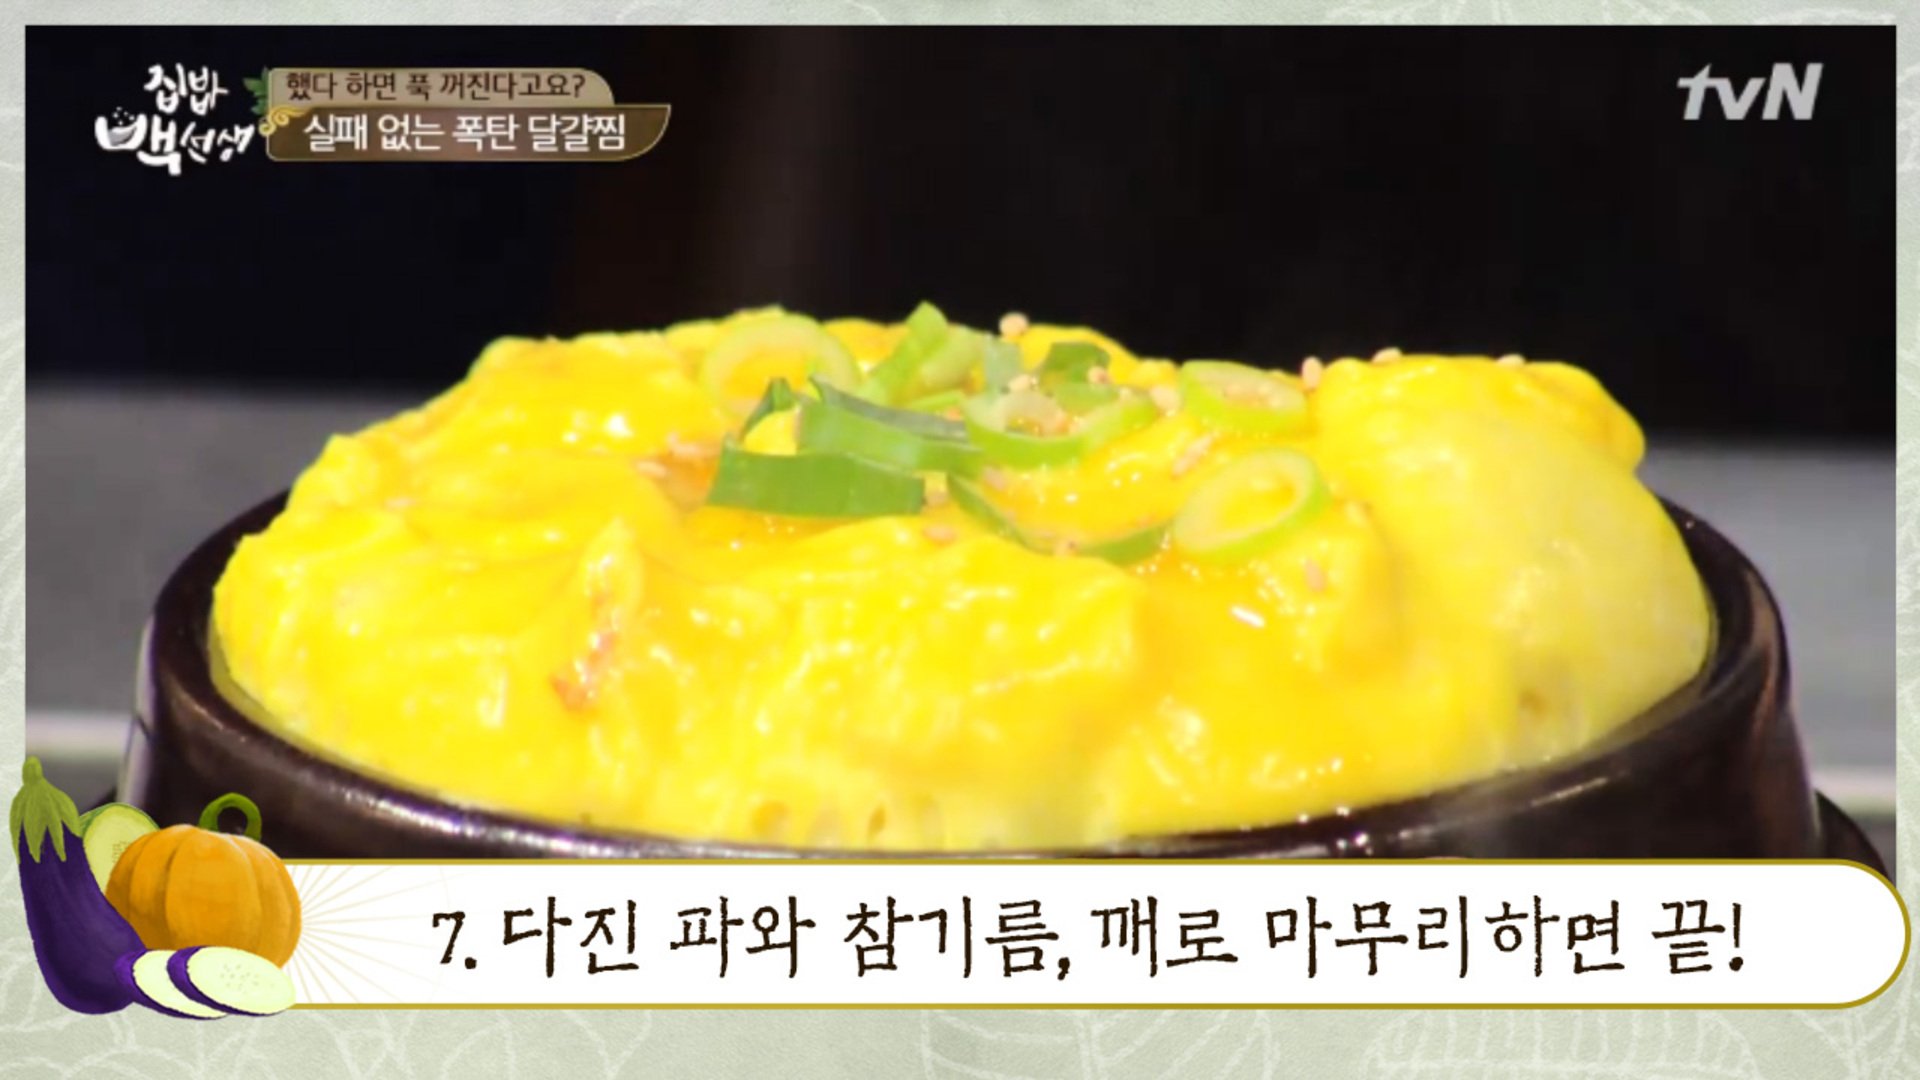 집밥
백선생
했다 하면 푹 꺼진다고요?
실패 없는 폭탄 달걀찜
tvN
7. 다진 파와 참기름, 깨로 마무리하면 끝!